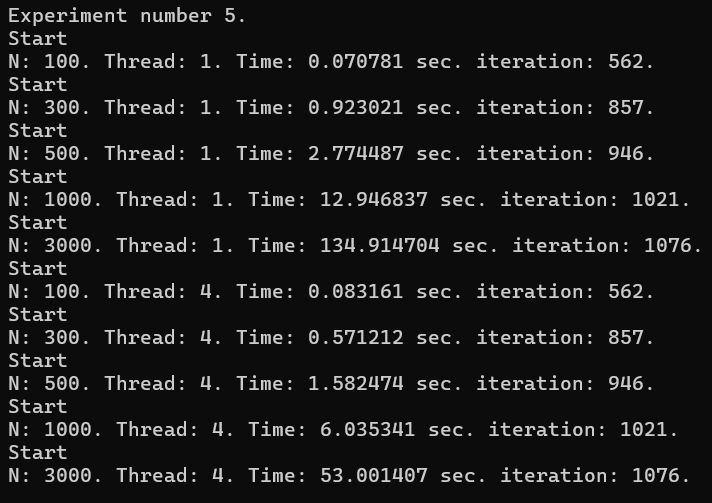 Experiment number 5.
Start
N: 100. Thread: 1. Time: 0.070781 sec. iteration: 562.
Start
N: 300. Thread: 1. Time: 0.923021 sec. iteration: 857.
Start
N: 500. Thread: 1. Time: 2.774487 sec. iteration: 946.
Start
N: 1000. Thread: 1. Time: 12.946837 sec. iteration: 1021.
Start
N: 3000. Thread: 1. Time: 134.914704 sec. iteration: 1076.
Start
N: 100. Thread: 4. Time: 0.083161 sec. iteration: 562.
Start
N: 300. Thread: 4. Time: 0.571212 sec. iteration: 857.
Start
N: 500. Thread: 4. Time: 1.582474 sec. iteration: 946.
Start
N: 1000. Thread: 4. Time: 6.035341 sec. iteration: 1021.
Start
N: 3000. Thread: 4. Time: 53.001407 sec. iteration: 1076.